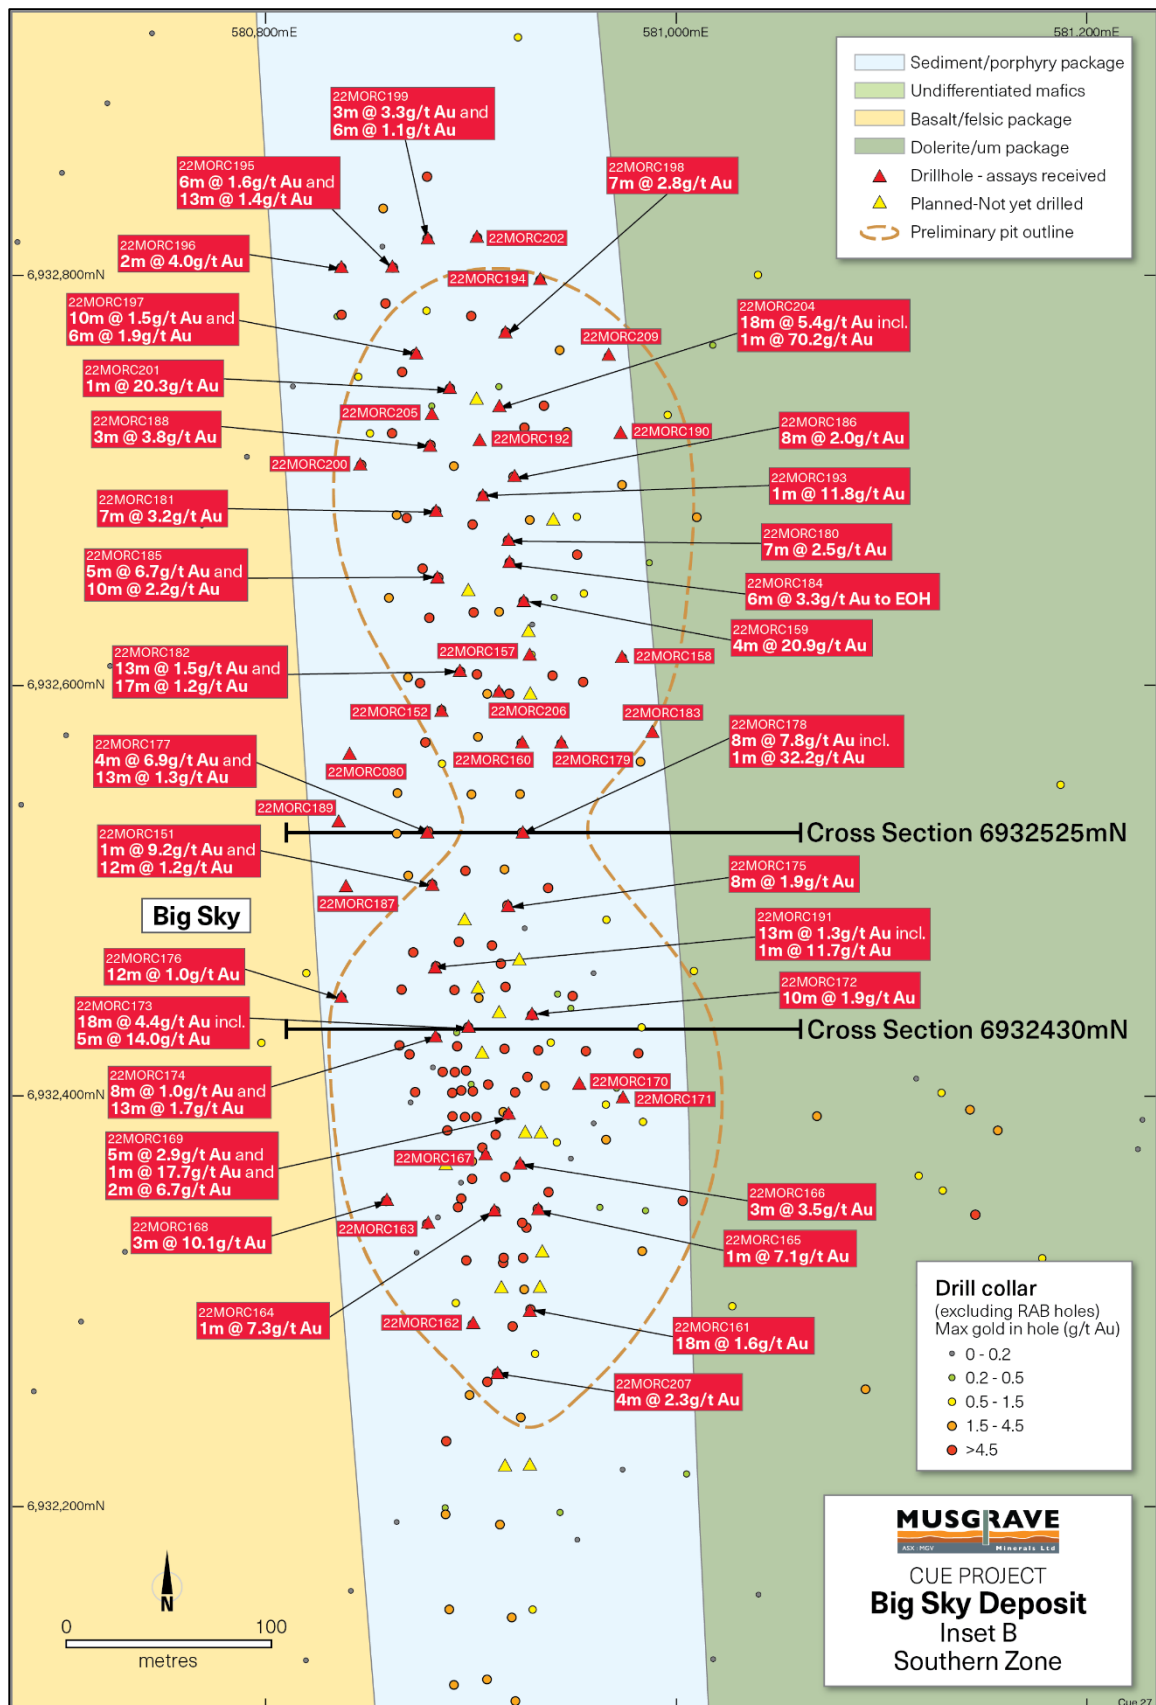 580,800mE
581,000mE
581,200mE
Sediment/porphyry package
Undifferentiated mafics
Basalt/felsic package
Dolerite/um package
Drillhole - assays received
Planned-Not yet drilled
Preliminary pit outline
22MORC199
3m @ 3.3g/t Au and
6m @ 1.1g/t Au
22MORC195
6m @ 1.6g/t Au and
13m @ 1.4g/t Au
22MORC198
7m @ 2.8g/t Au
22MORC196
2m @ 4.0g/t Au
22MORC202
6,932,800mN
22MORC194
22MORC197
10m @ 1.5g/t Au and
6m @ 1.9g/t Au
22MORC204
18m @ 5.4g/t Au incl.
1m @ 70.2g/t Au
22MORC209
22MORC201
1m @ 20.3g/t Au
22MORC205
22MORC188
3m @ 3.8g/t Au
22MORC192
22MORC190
22MORC186
8m @ 2.0g/t Au
22MORC200
22MORC193
1m @ 11.8g/t Au
22MORC181
7m @ 3.2g/t Au
22MORC180
7m @ 2.5g/t Au
22MORC185
5m @ 6.7g/t Au and
10m @ 2.2g/t Au
22MORC184
6m @ 3.3g/t Au to EOH
22MORC159
4m @ 20.9g/t Au
22MORC182
13m @ 1.5g/t Au and
17m @ 1.2g/t Au
22MORC157
22MORC158
6,932,600mN
22MORC152
22MORC206
22MORC183
22MORC178
8m @ 7.8g/t Au incl.
1m @ 32.2g/t Au
22MORC177
4m @ 6.9g/t Au and
13m @ 1.3g/t Au
22MORC080
22MORC160
22MORC179
22MORC189
Cross Section 6932525mN
22MORC151
1m @ 9.2g/t Au and
12m @ 1.2g/t Au
22MORC175
8m @ 1.9g/t Au
22MORC187
Big Sky
22MORC191
13m @ 1.3g/t Au incl.
1m @ 11.7g/t Au
22MORC176
12m @ 1.0g/t Au
22MORC172
10m @ 1.9g/t Au
22MORC173
18m @ 4.4g/t Au incl.
5m @ 14.0g/t Au
Cross Section 6932430mN
22MORC174
8m @ 1.0g/t Au and
13m @ 1.7g/t Au
22MORC170
22MORC171
6,932,400mN
22MORC169
5m @ 2.9g/t Au and
1m @ 17.7g/t Au and
2m @ 6.7g/t Au
22MORC167
22MORC166
3m @ 3.5g/t Au
22MORC168
3m @ 10.1g/t Au
22MORC163
22MORC165
1m @ 7.1g/t Au
22MORC164
1m @ 7.3g/t Au
22MORC162
22MORC161
18m @ 1.6g/t Au
22MORC207
4m @ 2.3g/t Au
Drill collar
(excluding RAB holes)
Max gold in hole (g/t Au)
0 - 0.2
0.2 - 0.5
0.5 - 1.5
1.5 - 4.5
>4.5
6,932,200mN
MUSGRAVE
ASX : MGV Minerals Ltd
CUE PROJECT
Big Sky Deposit
Inset B
Southern Zone
N
0 100
metres
Cue 27